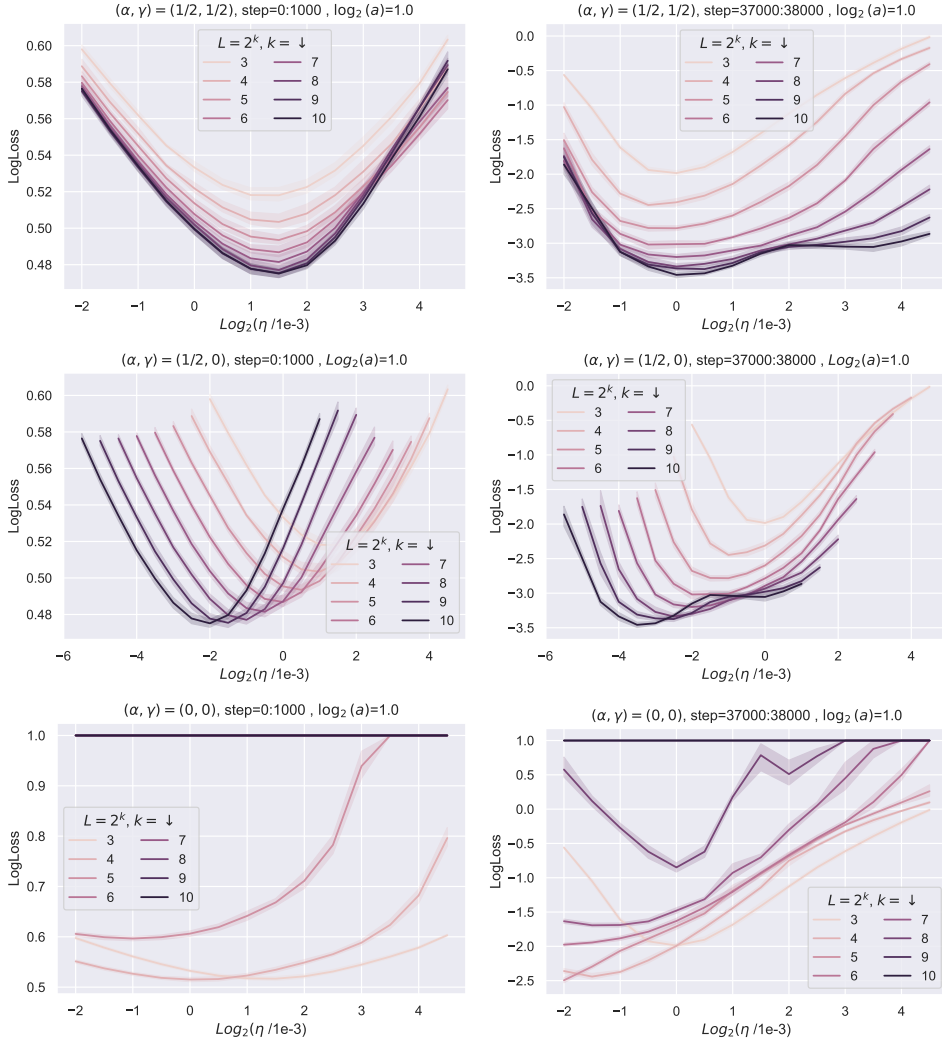 (α, γ) = (1/2, 1/2), step=0:1000 , log₂ (a)=1.0
LogLoss
0.60
0.58
0.56
0.54
0.52
0.50
0.48
L = 2ᵏ, k = ↓
3 7
4 8
5 9
6 10
−2 −1 0 1 2 3 4
Log₂(η /1e-3)
(α, γ) = (1/2, 1/2), step=37000:38000 , log₂ (a)=1.0
LogLoss
0.0
−0.5
−1.0
−1.5
−2.0
−2.5
−3.0
−3.5
L = 2ᵏ, k = ↓
3 7
4 8
5 9
6 10
−2 −1 0 1 2 3 4
Log₂(η /1e-3)
(α, γ) = (1/2, 0), step=0:1000 , Log₂(a)=1.0
LogLoss
0.60
0.58
0.56
0.54
0.52
0.50
0.48
L = 2ᵏ, k = ↓
3 7
4 8
5 9
6 10
−6 −4 −2 0 2 4
Log₂(η /1e-3)
(α, γ) = (1/2, 0), step=37000:38000 , Log₂(a)=1.0
LogLoss
0.0
−0.5
−1.0
−1.5
−2.0
−2.5
−3.0
−3.5
L = 2ᵏ, k = ↓
3 7
4 8
5 9
6 10
−6 −4 −2 0 2 4
Log₂(η /1e-3)
(α, γ) = (0, 0), step=0:1000 , log₂ (a)=1.0
LogLoss
1.0
0.9
0.8
0.7
0.6
0.5
L = 2ᵏ, k = ↓
3 7
4 8
5 9
6 10
−2 −1 0 1 2 3 4
Log₂(η /1e-3)
(α, γ) = (0, 0), step=37000:38000 , log₂ (a)=1.0
LogLoss
1.0
0.5
0.0
−0.5
−1.0
−1.5
−2.0
−2.5
L = 2ᵏ, k = ↓
3 7
4 8
5 9
6 10
−2 −1 0 1 2 3 4
Log₂(η /1e-3)